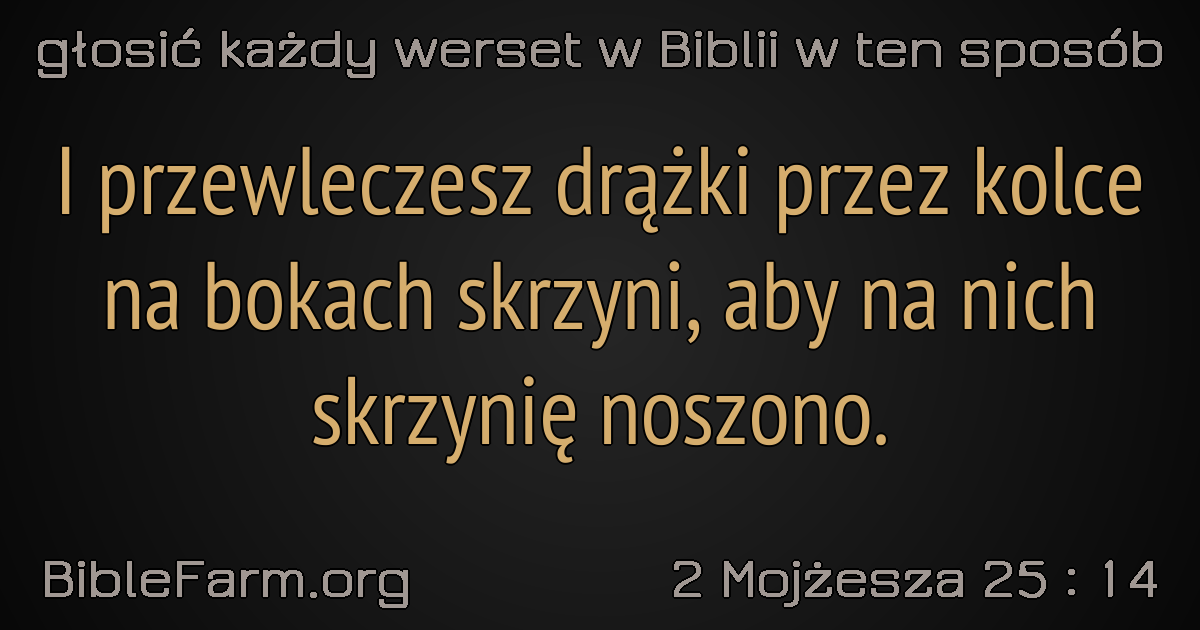 głosić każdy werset w Biblii w ten sposób
I przewleczesz drążki przez kolce
na bokach skrzyni, aby na nich
skrzynię noszono.
BibleFarm.org
2 Mojżesza 25 : 14